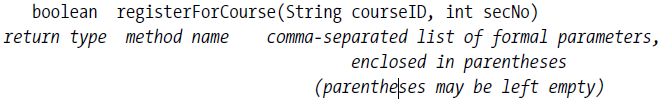 boolean registerForCourse(String courseID, int secNo)
return type method name comma-separated list of formal parameters,
enclosed in parentheses
(parentheses may be left empty)